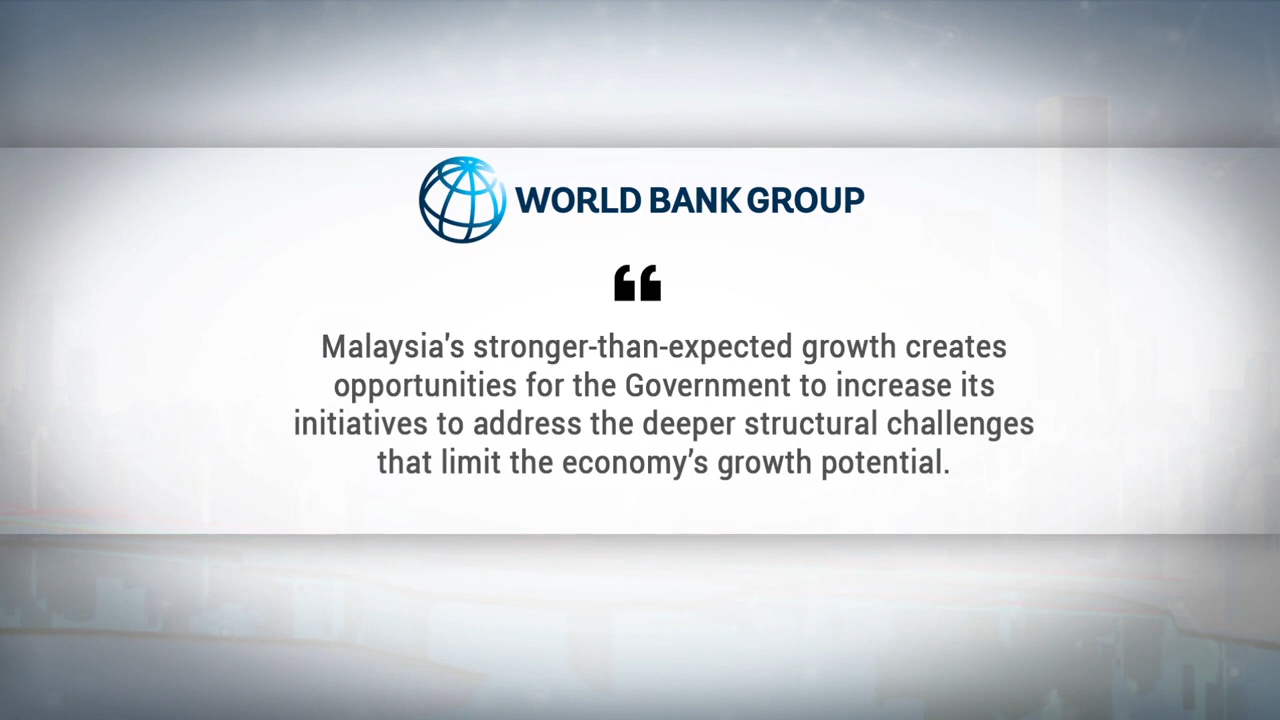 WORLD BANK GROUP
“
Malaysia's stronger-than-expected growth creates
opportunities for the Government to increase its
initiatives to address the deeper structural challenges
that limit the economy’s growth potential.